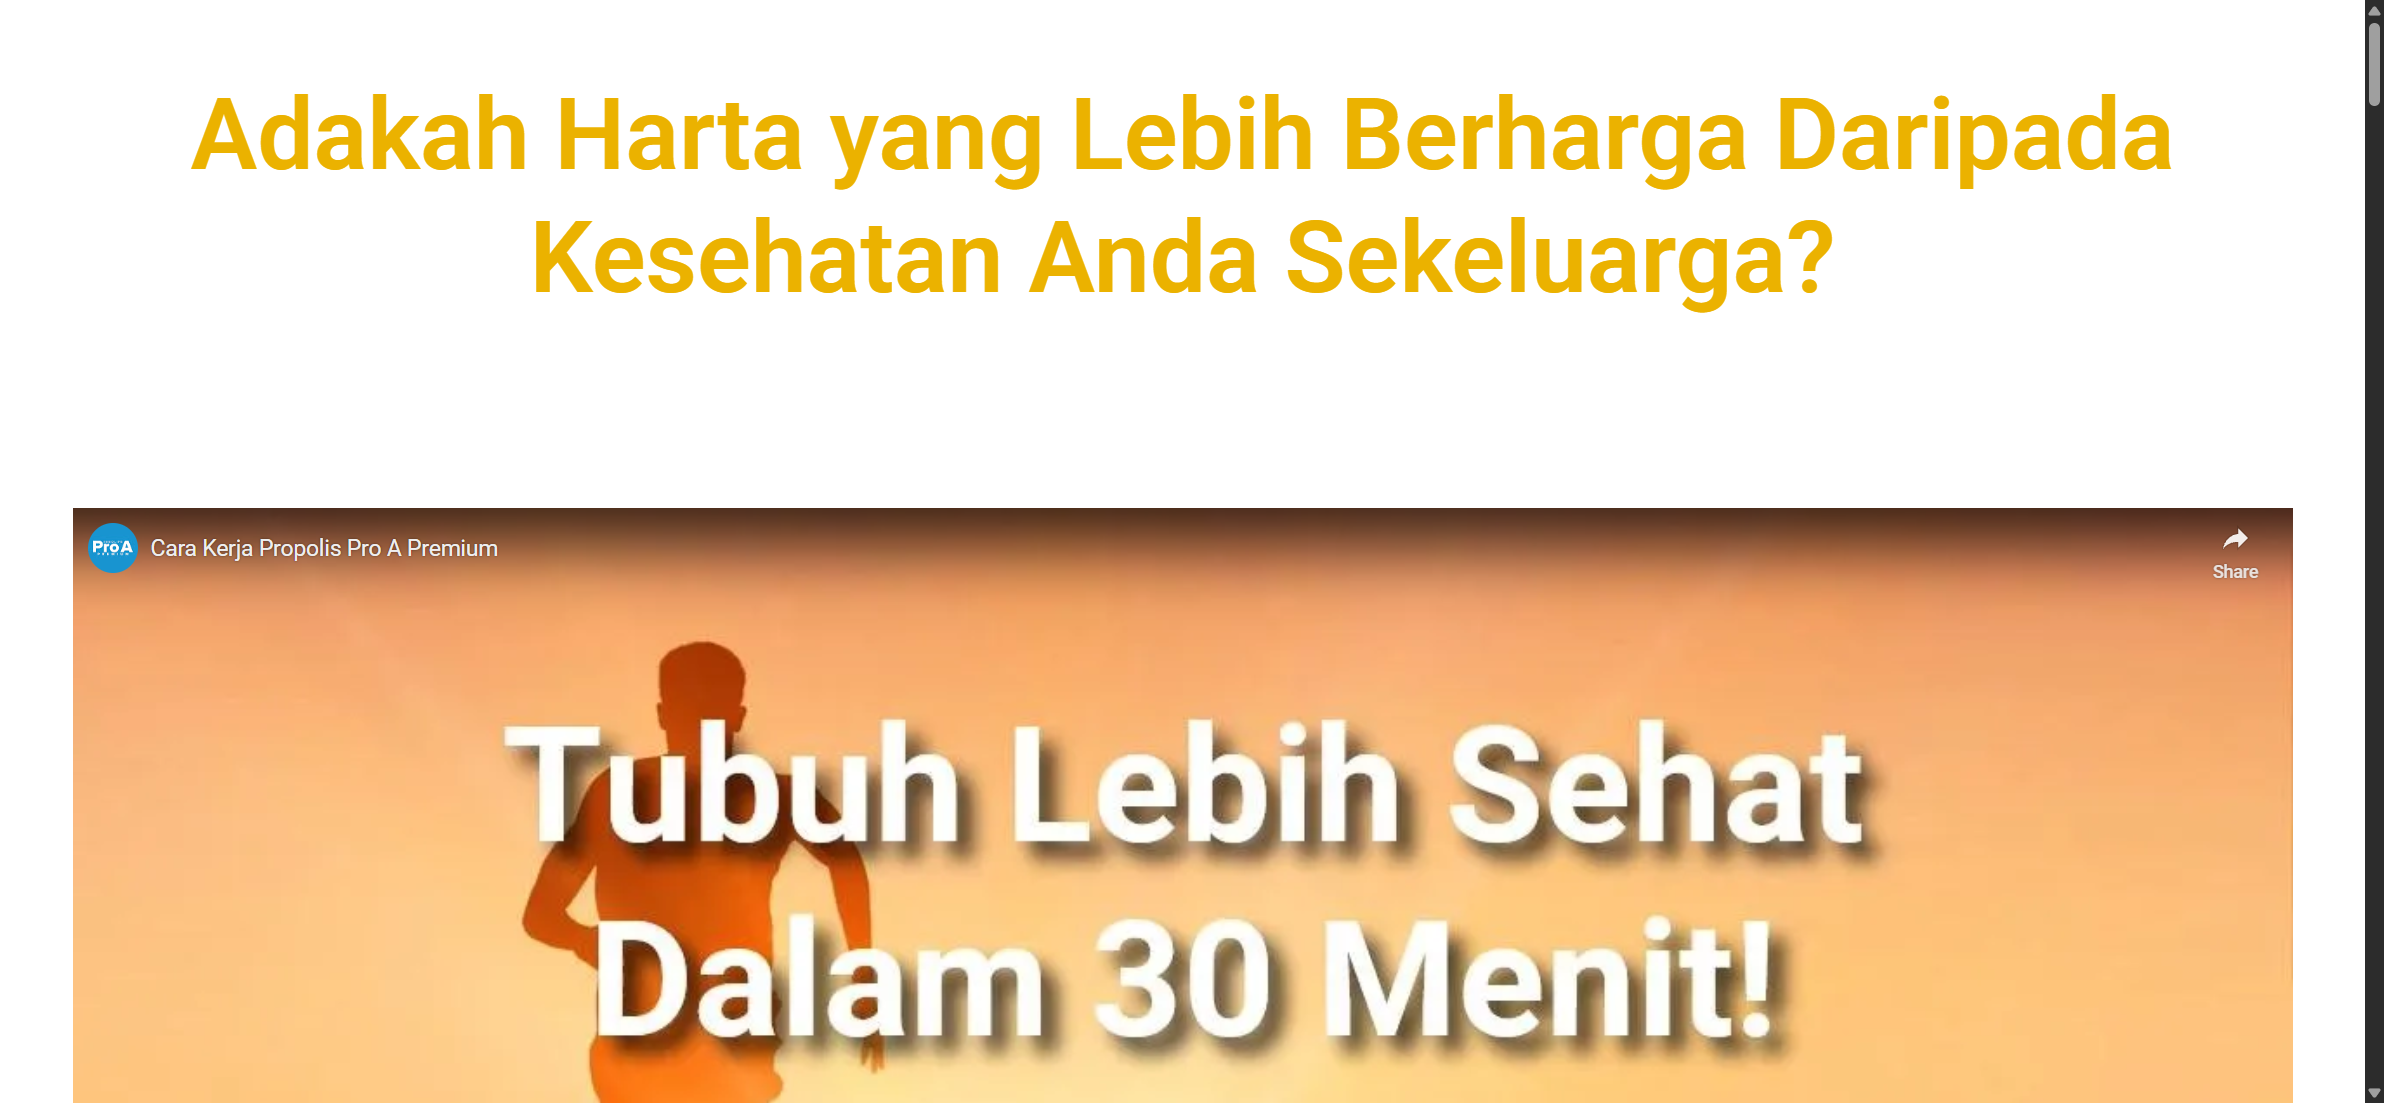 Adakah Harta yang Lebih Berharga Daripada
Kesehatan Anda Sekeluarga?
ProA
Cara Kerja Propolis Pro A Premium
Share
Tubuh Lebih Sehat
Dalam 30 Menit!